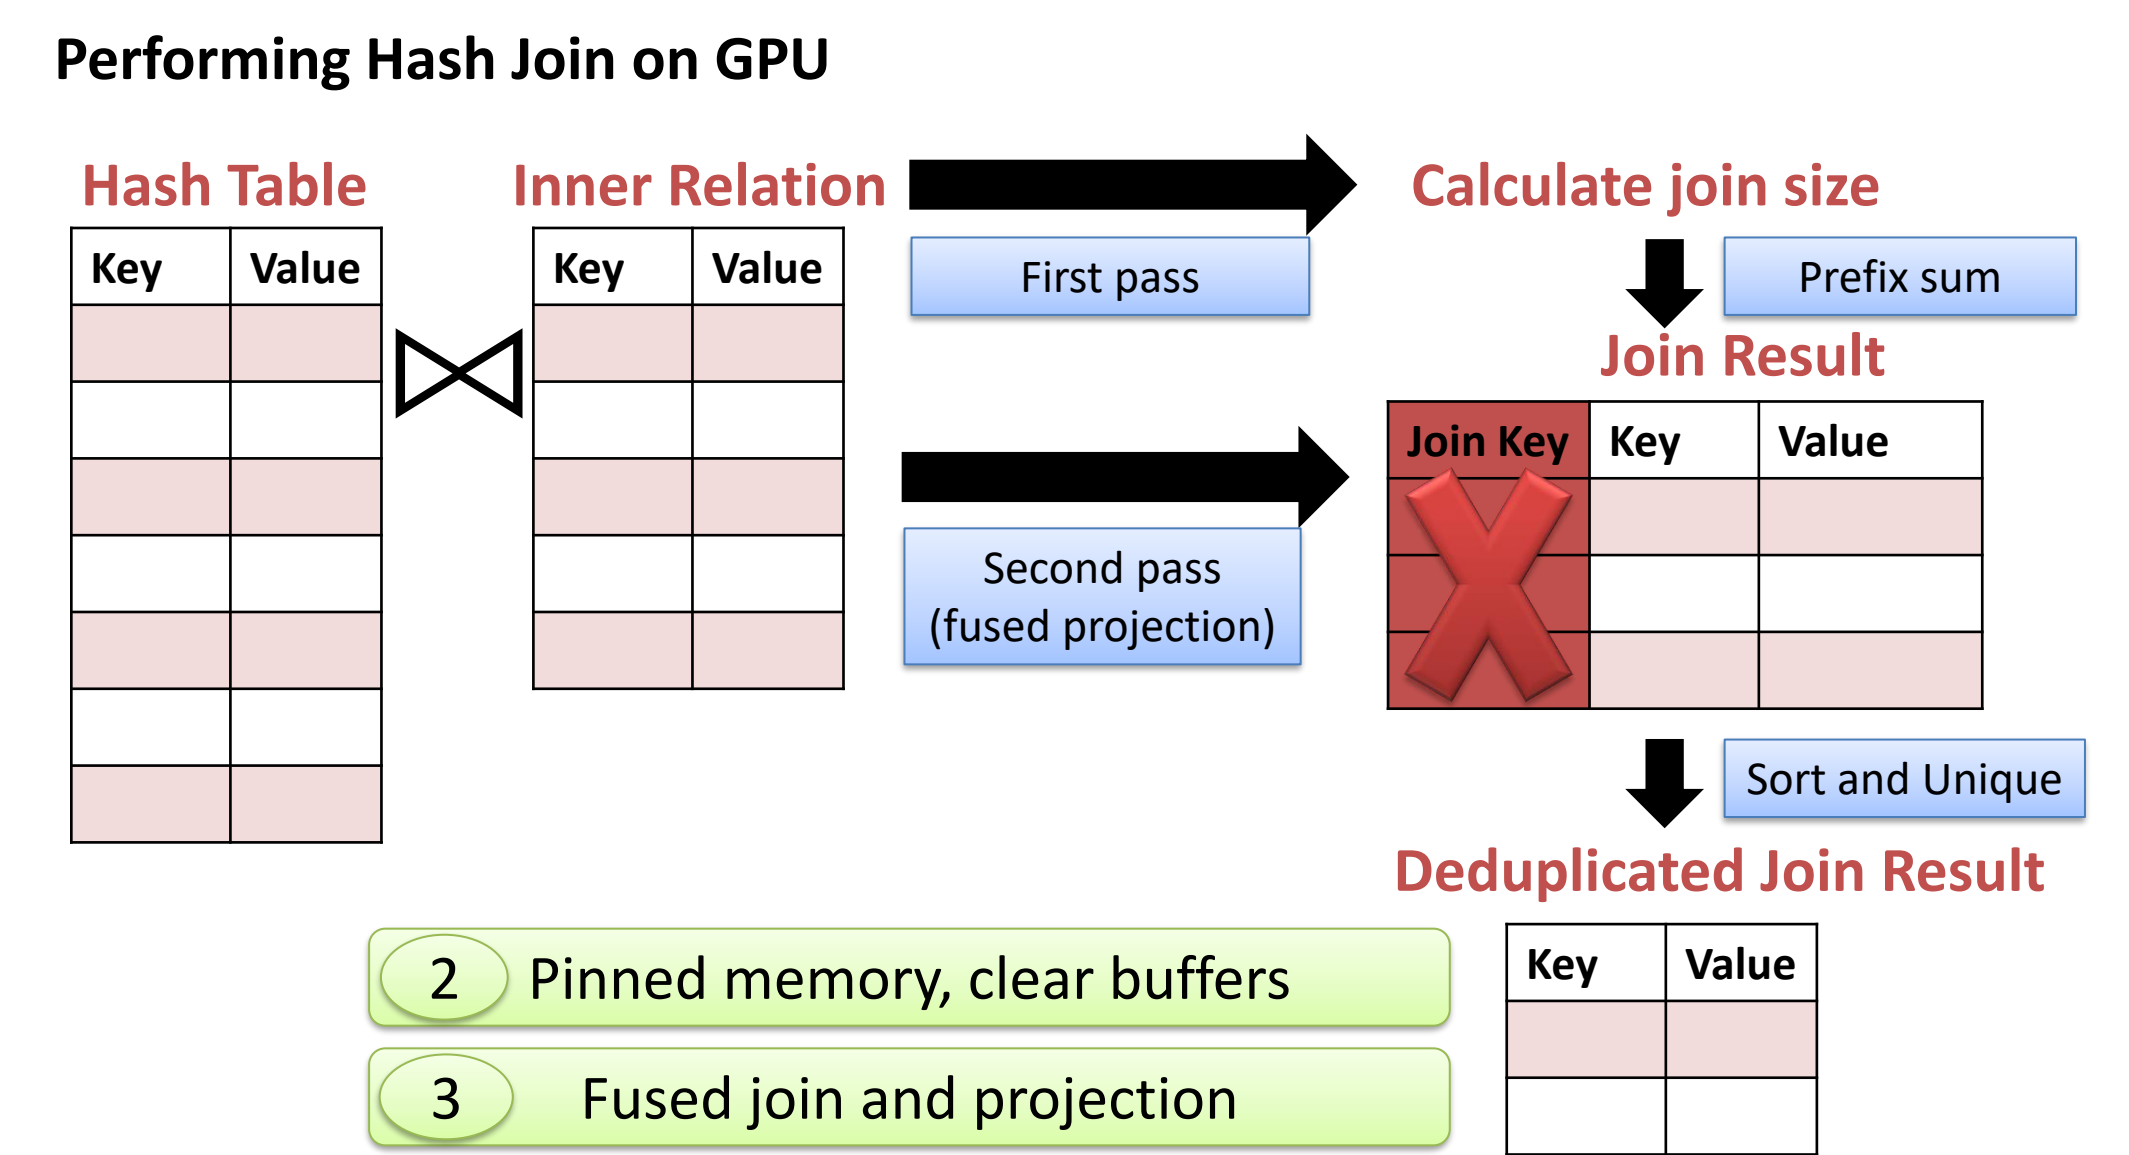 Performing Hash Join on GPU
Hash Table
Key Value
Inner Relation
Key Value
First pass
Calculate join size
Prefix sum
Second pass
(fused projection)
Join Result
Join Key Key Value
Sort and Unique
Deduplicated Join Result
Key Value
2 Pinned memory, clear buffers
3 Fused join and projection